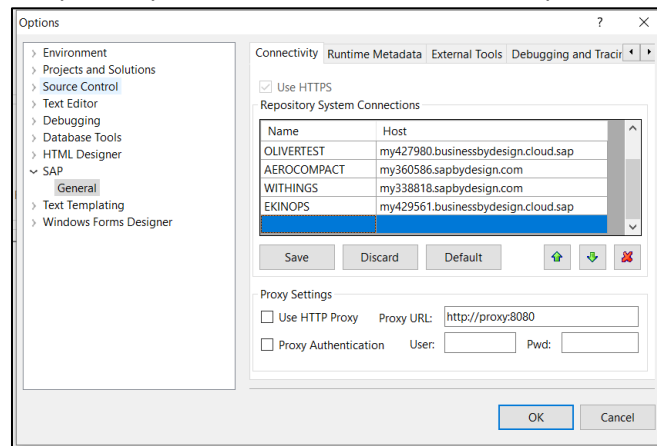 Options
?
Environment
Projects and Solutions
Source Control
Text Editor
Debugging
Database Tools
HTML Designer
SAP
General
Text Templating
Windows Forms Designer
Connectivity Runtime Metadata External Tools Debugging and Tracin
Use HTTPS
Repository System Connections
Name Host
OLIVERTEST my427980.businessbydesign.cloud.sap
AEROCOMPACT my360586.sapbydesign.com
WITHINGS my338818.sapbydesign.com
EKINOPS my429561.businessbydesign.cloud.sap
Save Discard Default
Proxy Settings
Use HTTP Proxy Proxy URL: http://proxy:8080
Proxy Authentication User: Pwd:
OK Cancel